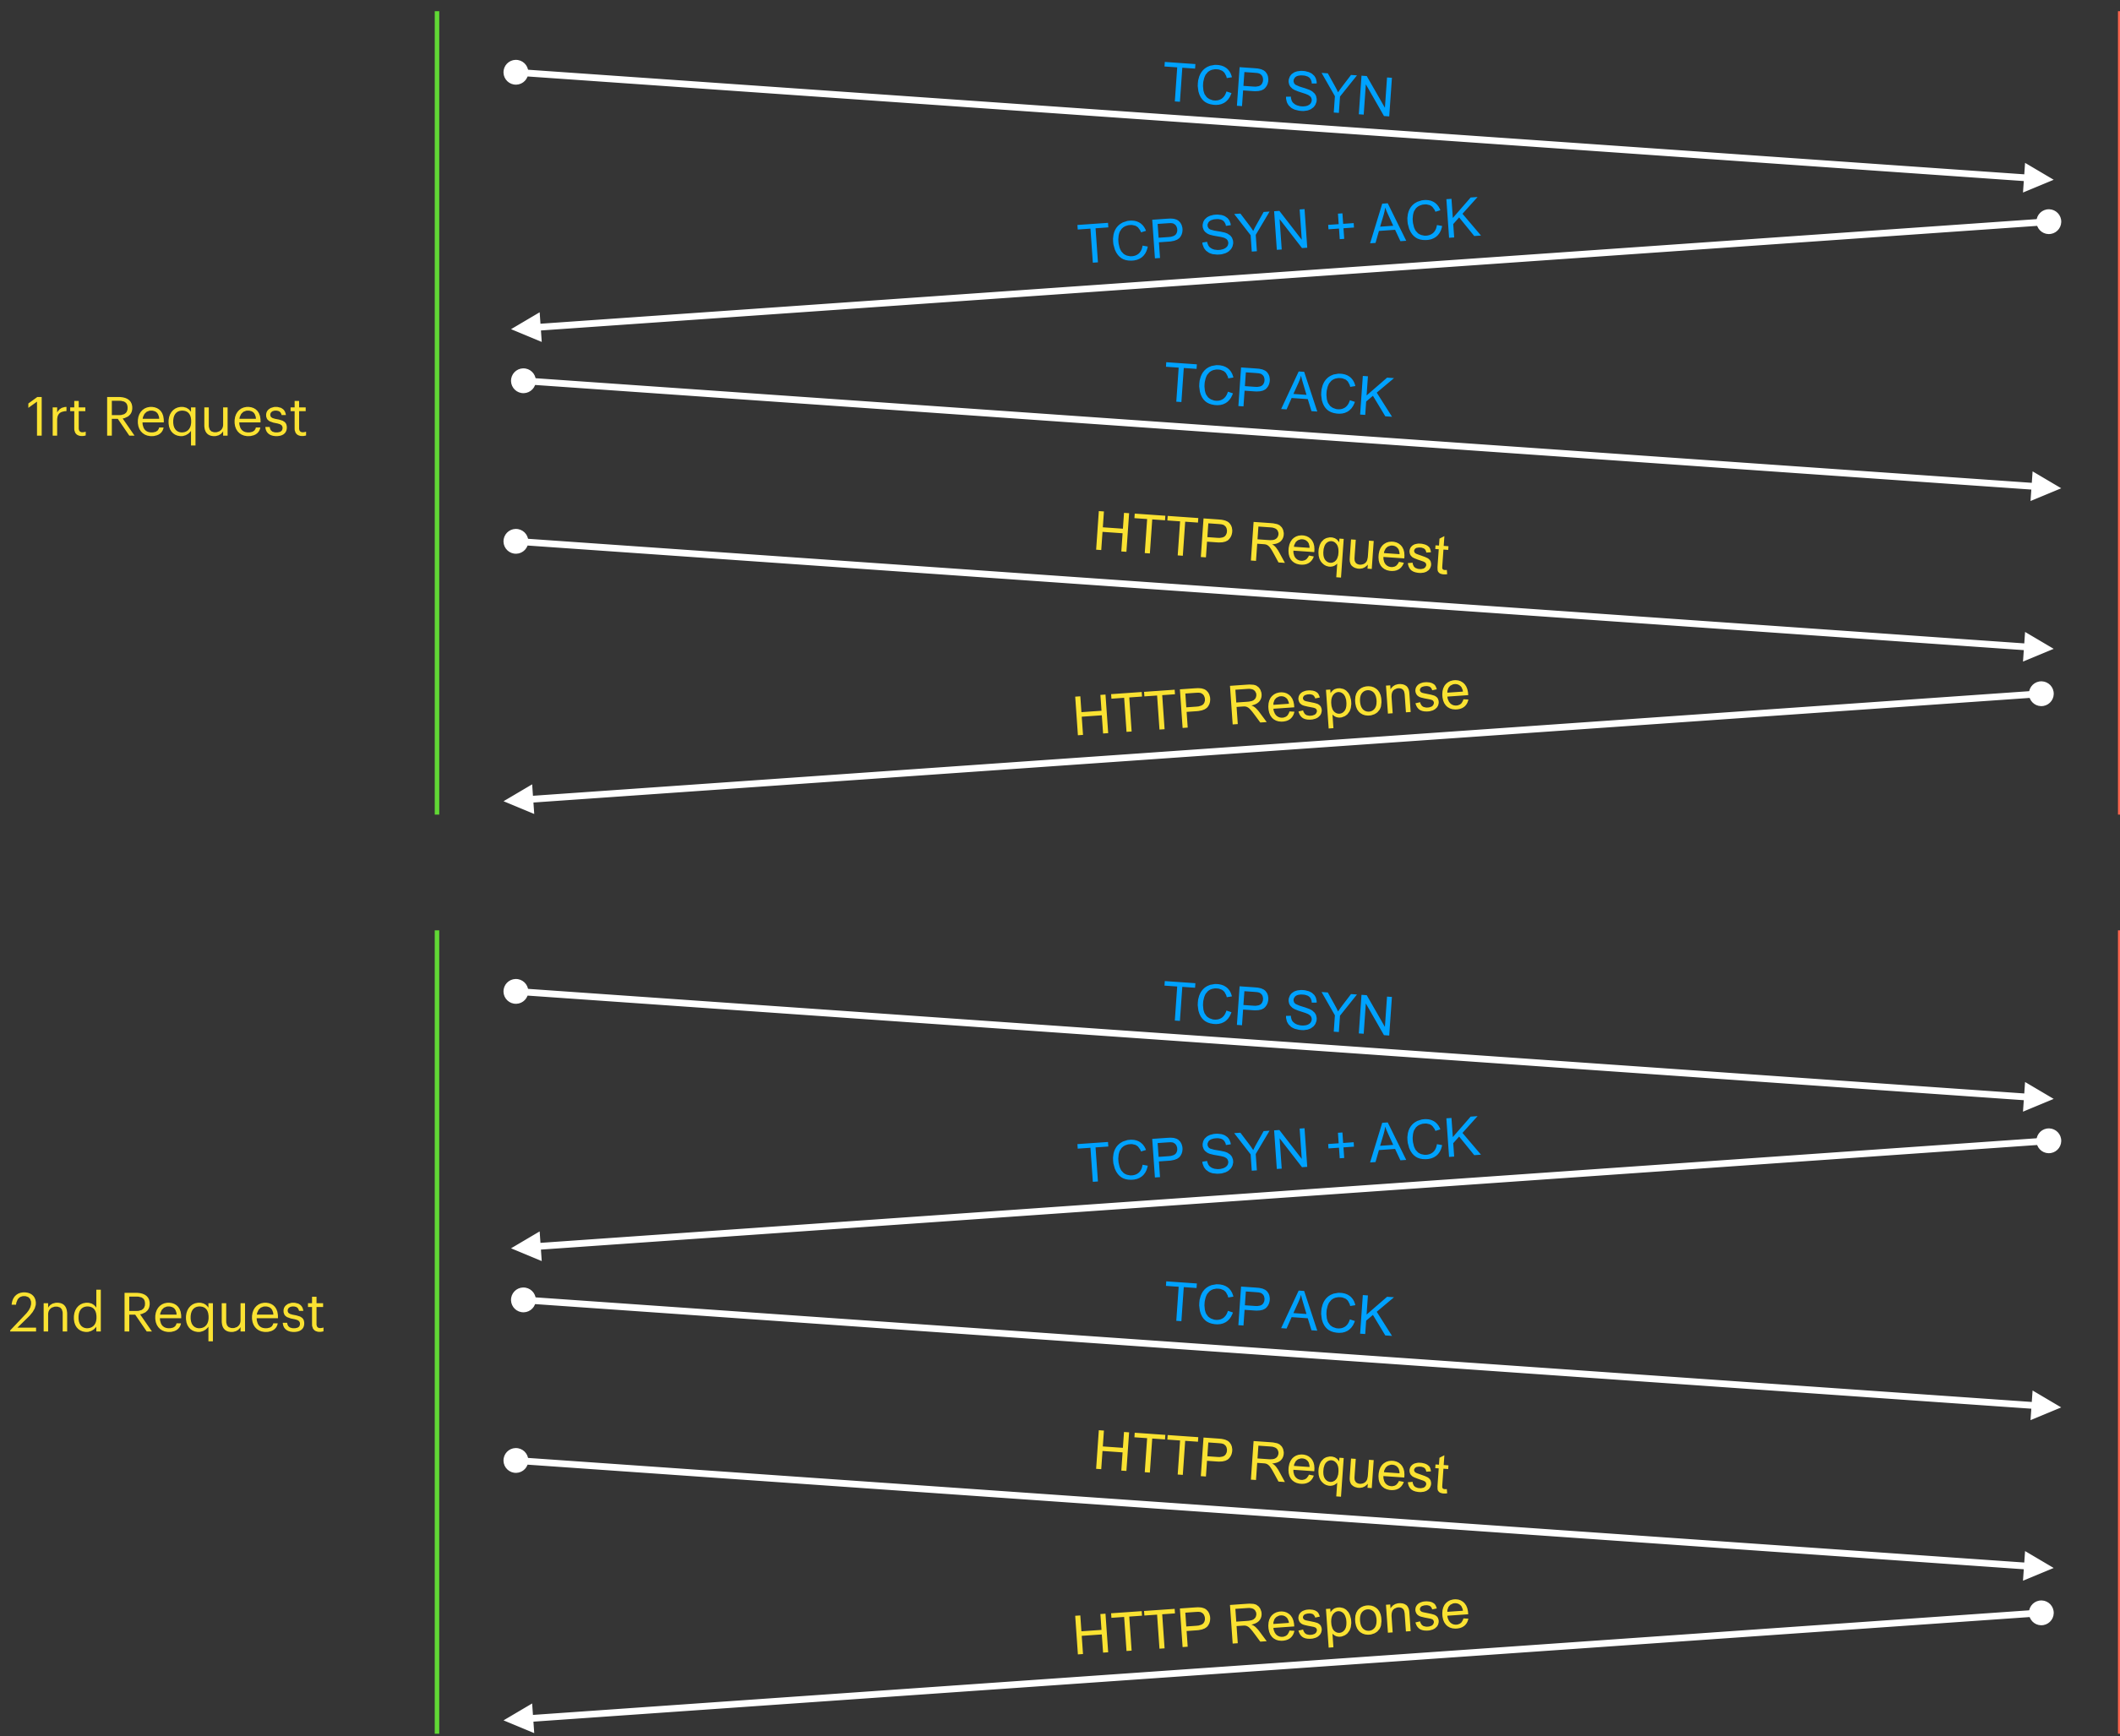 TCP SYN
TCP SYN + ACK
TCP ACK
1rt Request
HTTP Request
HTTP Response
TCP SYN
TCP SYN + ACK
TCP ACK
2nd Request
HTTP Request
HTTP Response